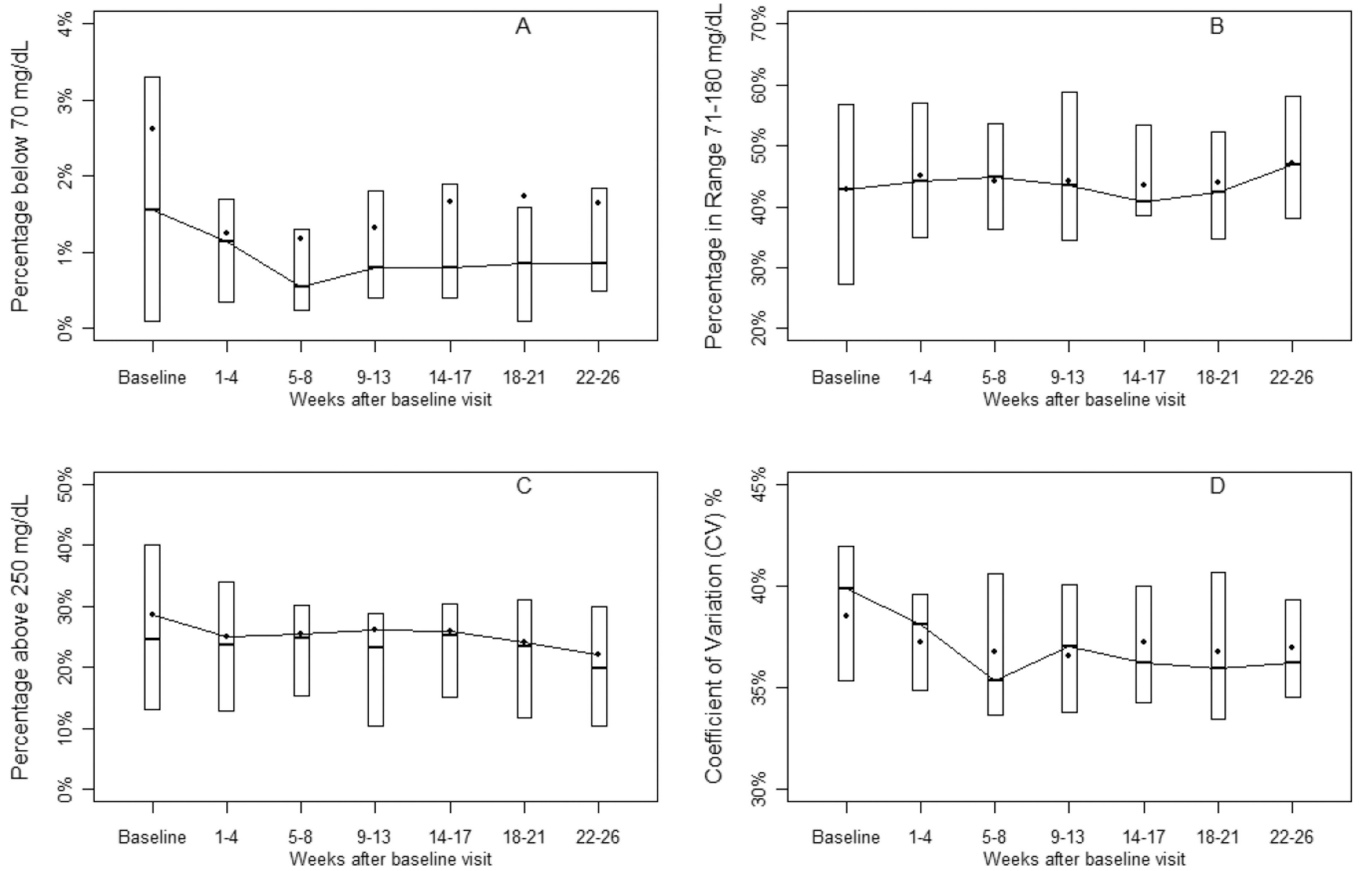 A
Percentage below 70 mg/dL
4%
3%
2%
1%
0%
Baseline 1-4 5-8 9-13 14-17 18-21 22-26
Weeks after baseline visit
B
Percentage in Range 71-180 mg/dL
70%
60%
50%
40%
30%
20%
Baseline 1-4 5-8 9-13 14-17 18-21 22-26
Weeks after baseline visit
C
Percentage above 250 mg/dL
50%
40%
30%
20%
10%
0%
Baseline 1-4 5-8 9-13 14-17 18-21 22-26
Weeks after baseline visit
D
Coefficient of Variation (CV) %
45%
40%
35%
30%
Baseline 1-4 5-8 9-13 14-17 18-21 22-26
Weeks after baseline visit